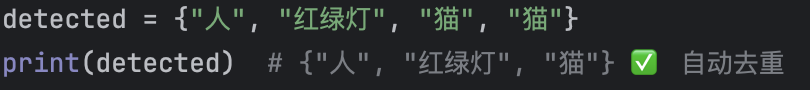 detected = {"人", "红绿灯", "猫", "猫"}
print(detected)  # {"人", "红绿灯", "猫"} ✅ 自动去重